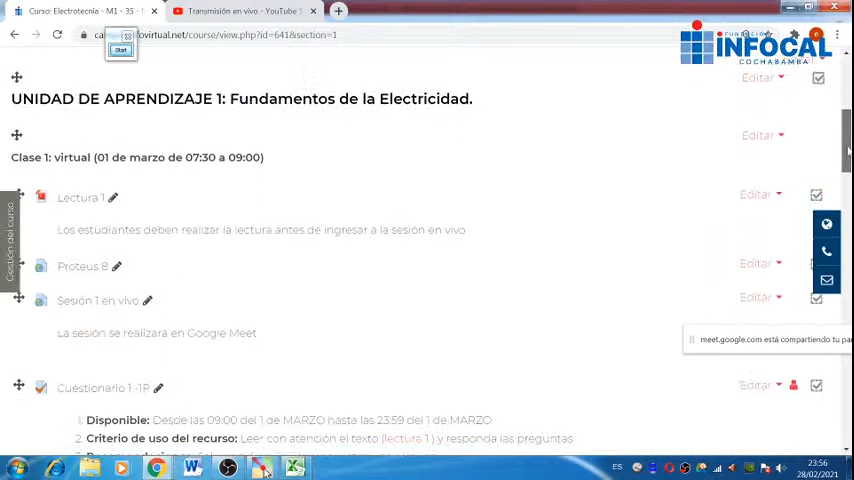 Curso: Electrotecnia - M1 - 3S -
Transmisión en vivo - YouTube S
ovirtual.net/course/view.php?id=641&section=1
Start
INFOCAL
COCHABAMBA
Editar
UNIDAD DE APRENDIZAJE 1: Fundamentos de la Electricidad.
Editar
Clase 1: virtual (01 de marzo de 07:30 a 09:00)
Gestión del curso
Lectura 1
Editar
Los estudiantes deben realizar la lectura antes de ingresar a la sesión en vivo
Proteus 8
Editar
Sesión 1 en vivo
Editar
La sesión se realizará en Google Meet
meet.google.com está compartiendo tu pa
Cuestionario 1 -1P
Editar
1. Disponible: Desde las 09:00 del 1 de MARZO hasta las 23:59 del 1 de MARZO
2. Criterio de uso del recurso: Leer con atención el texto (lectura 1) y responda las preguntas
ES
23:56
28/02/2021